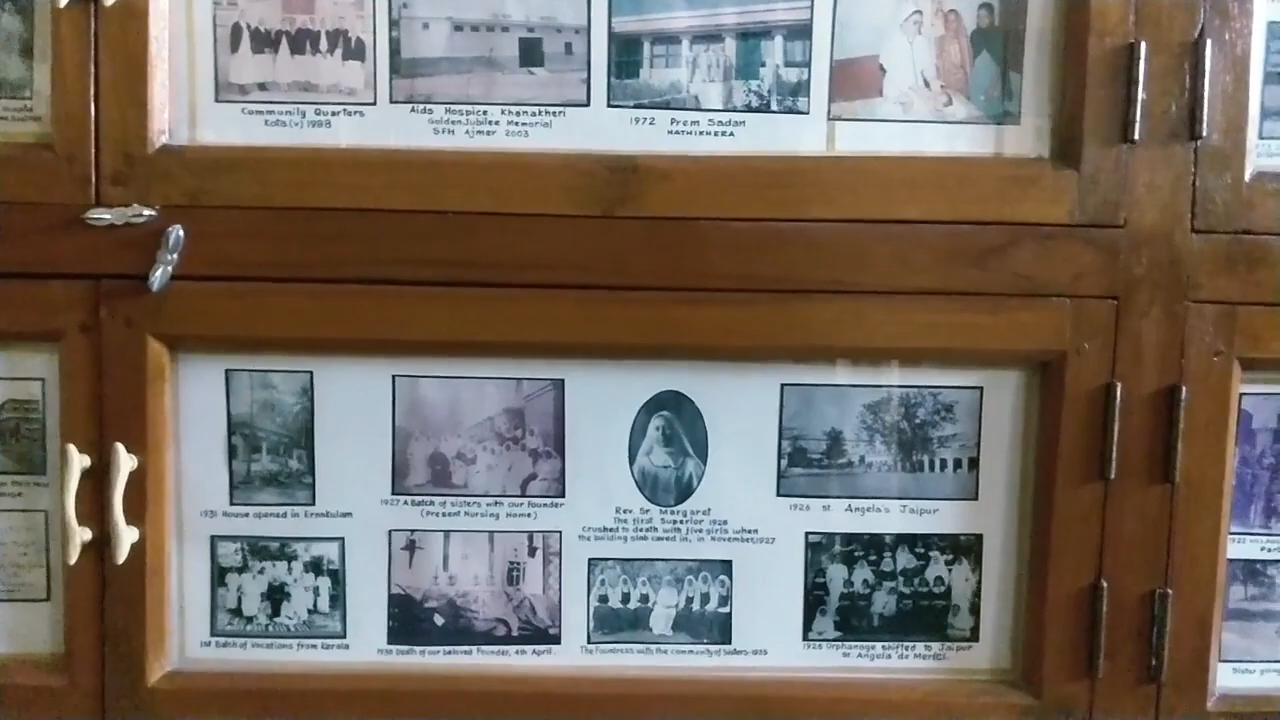 Community Quarters
Kota(v) 1988
Aids Hospice, Khanakheri
Golden Jubilee Memorial
SFH Ajmer 2003
1972 Prem Sadan
HATHIKHERA
1931 House opened in Ernakulam
1927 A Batch of sisters with our Founder
(Present Nursing Home)
Rev. Sr. Margaret
The first Superior 1926
Crushed to death with five girls when
the building slab caved in, in November,1927
1926 St. Angela's Jaipur
1st Batch of Vocations from Kerala
Death of our beloved Founder, 4th April.
The Foundress with the community of Sisters-1935
Orphanage shifted to Jaipur
St. Angela de Merici.